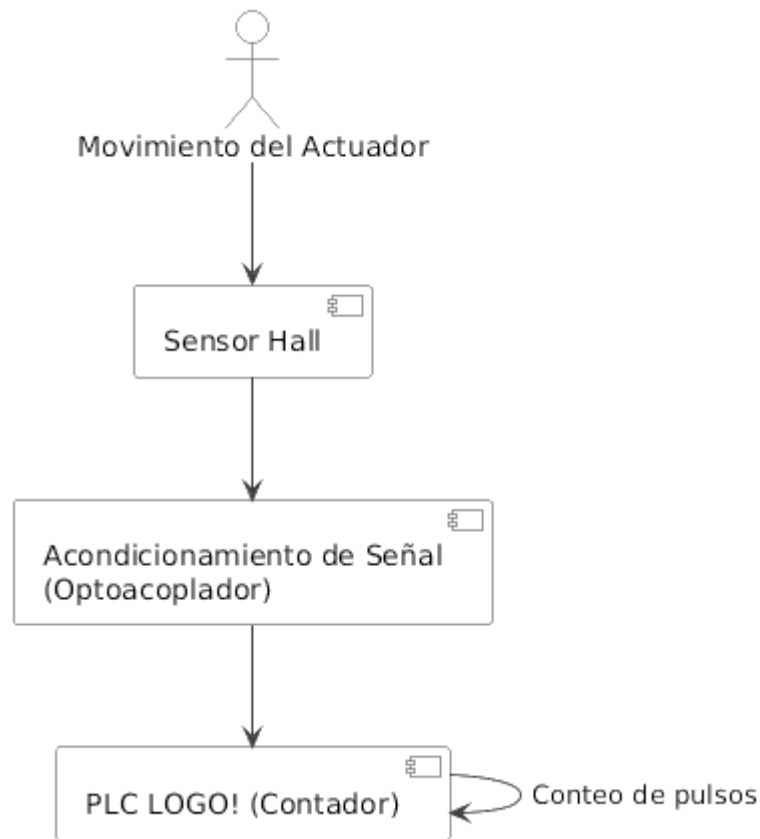 Movimiento del Actuador
Sensor Hall
Acondicionamiento de Señal
(Optoacoplador)
PLC LOGO! (Contador)
Conteo de pulsos